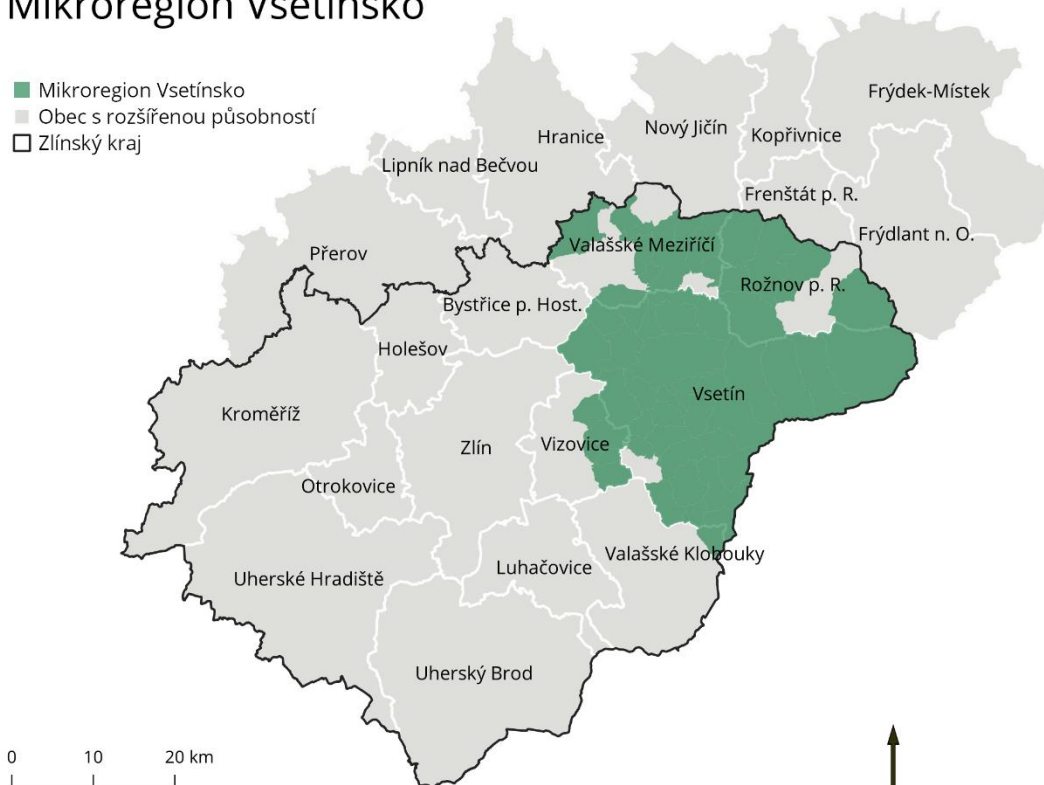 Mikroregion Vsetínsko
Mikroregion Vsetínsko
Obec s rozšířenou působností
Zlínský kraj
Frýdek-Místek
Nový Jičín
Kopřivnice
Hranice
Lipník nad Bečvou
Frenštát p. R.
Frýdlant n. O.
Valašské Meziříčí
Přerov
Rožnov p. R.
Bystřice p. Host.
Holešov
Vsetín
Kroměříž
Zlín
Vizovice
Otrokovice
Valašské Klobouky
Luhačovice
Uherské Hradiště
Uherský Brod
0 10 20 km